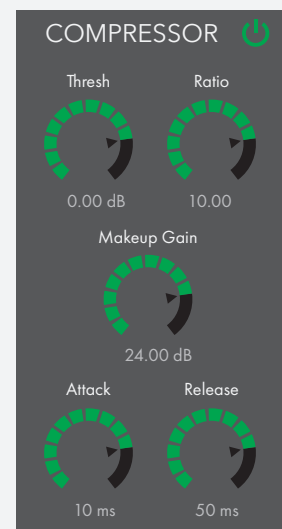 COMPRESSOR
Thresh Ratio
0.00 dB 10.00
Makeup Gain
24.00 dB
Attack Release
10 ms 50 ms